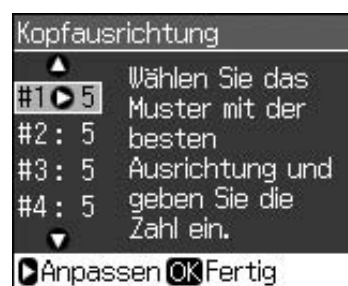 Kopfausrichtung
#1 5
#2: 5
#3: 5
#4: 5
Wählen Sie das
Muster mit der
besten
Ausrichtung und
geben Sie die
Zahl ein.
Anpassen OK Fertig